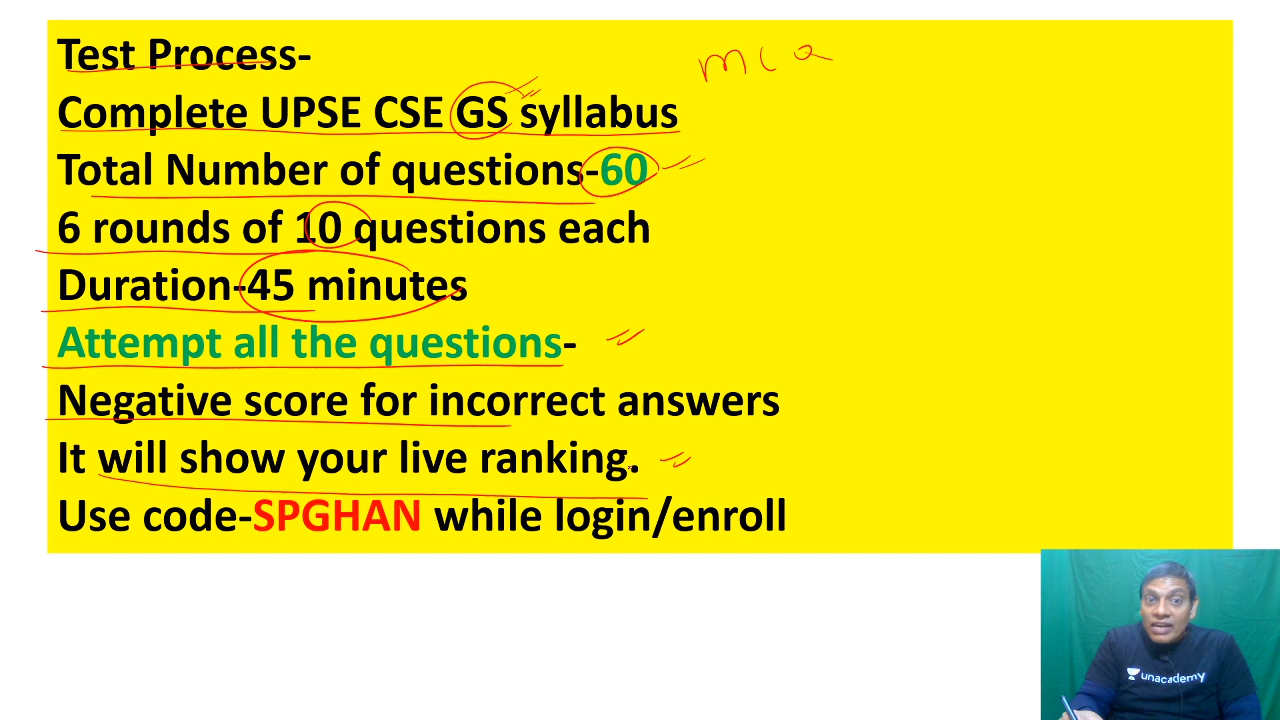 Test Process-
MCQ
Complete UPSE CSE GS syllabus
Total Number of questions-60
6 rounds of 10 questions each
Duration-45 minutes
Attempt all the questions-
Negative score for incorrect answers
It will show your live ranking.
Use code-SPGHAN while login/enroll
unacademy